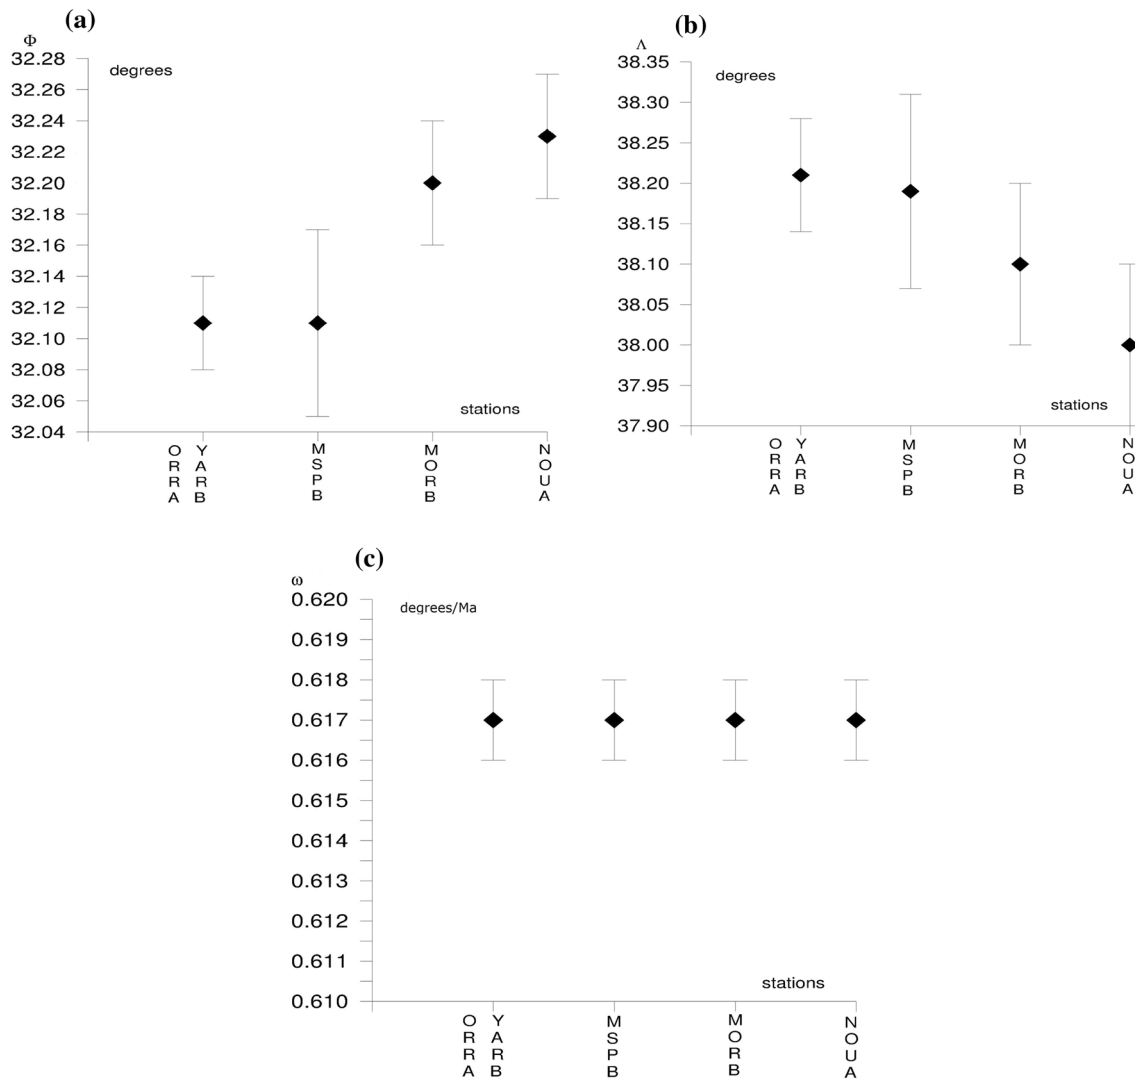 (a)
Φ
degrees
32.28
32.26
32.24
32.22
32.20
32.18
32.16
32.14
32.12
32.10
32.08
32.06
32.04
stations
ORRA
YARB
MSPB
MORB
NOUA
(b)
Λ
degrees
38.35
38.30
38.25
38.20
38.15
38.10
38.05
38.00
37.95
37.90
stations
ORRA
YARB
MSPB
MORB
NOUA
(c)
ω
degrees/Ma
0.620
0.619
0.618
0.617
0.616
0.615
0.614
0.613
0.612
0.611
0.610
stations
ORRA
YARB
MSPB
MORB
NOUA